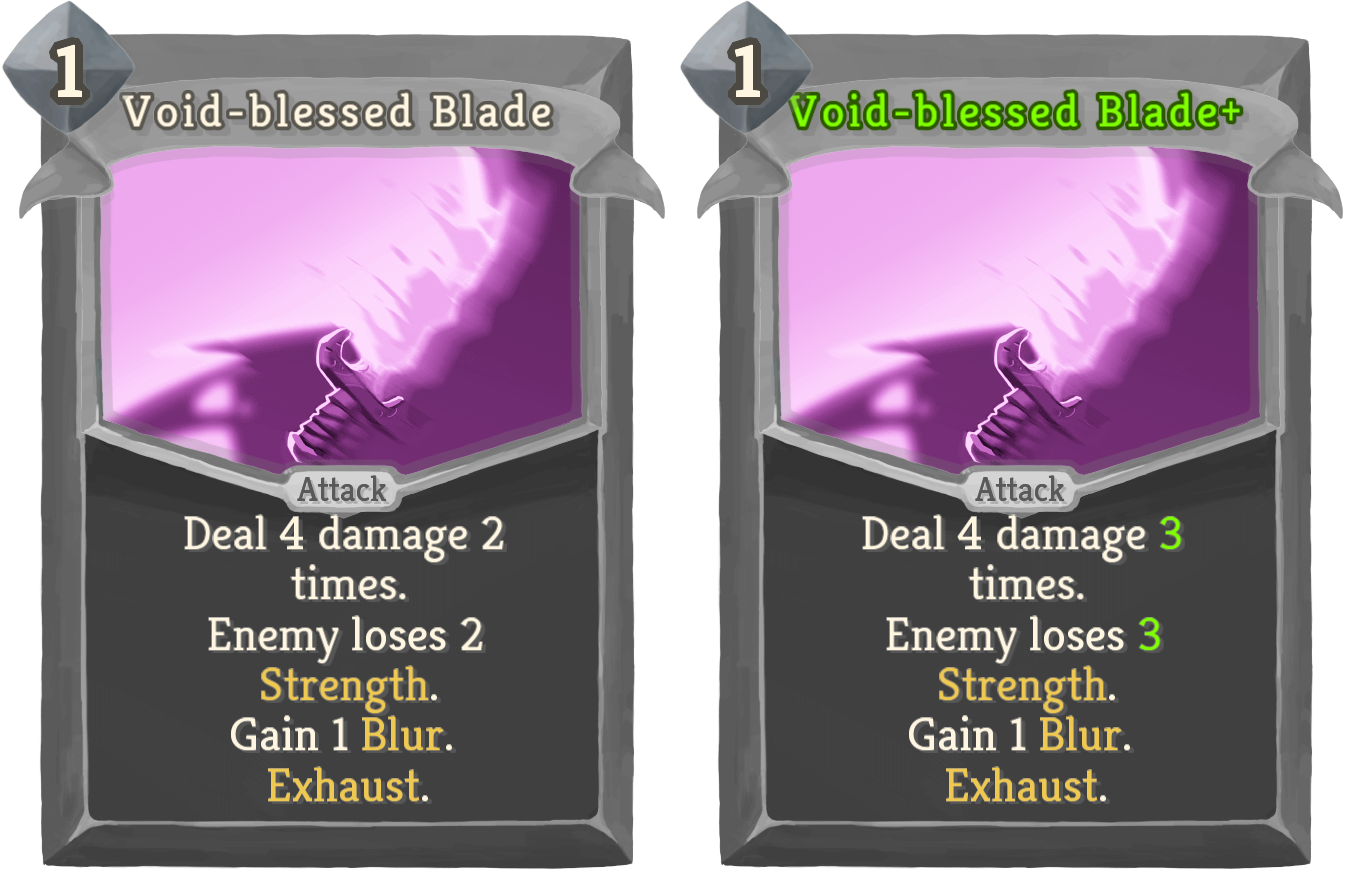 1
Void-blessed Blade
Attack
Deal 4 damage 2
times.
Enemy loses 2
Strength.
Gain 1 Blur.
Exhaust.
1
Void-blessed Blade+
Attack
Deal 4 damage 3
times.
Enemy loses 3
Strength.
Gain 1 Blur.
Exhaust.